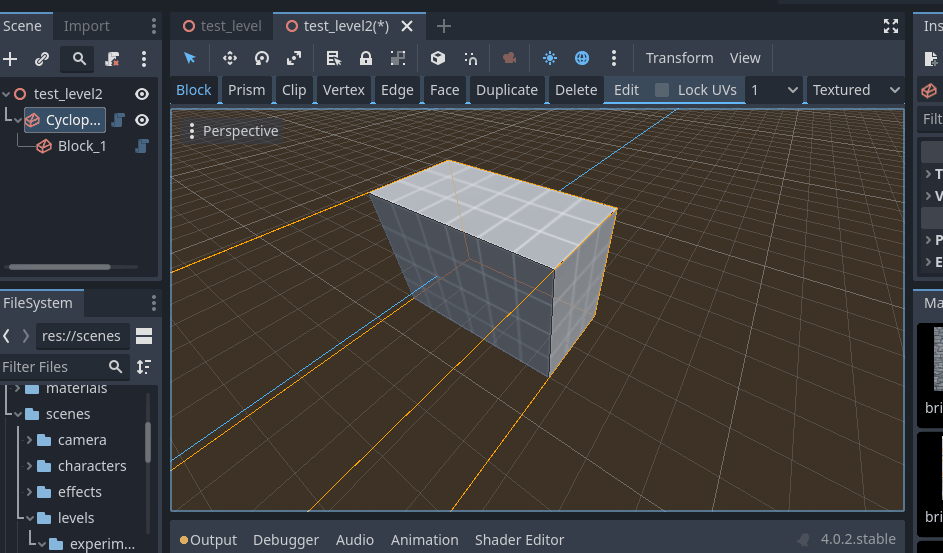 Scene Import
test_level test_level2(*)
Ins
Transform View
Block Prism Clip Vertex Edge Face Duplicate Delete Edit Lock UVs 1 Textured
test_level2
Cyclop...
Block_1
Perspective
Filt
T
V
P
E
FileSystem
res://scenes
Filter Files
materials
scenes
camera
characters
effects
levels
experim...
Ma
bri
bri
Output Debugger Audio Animation Shader Editor 4.0.2.stable